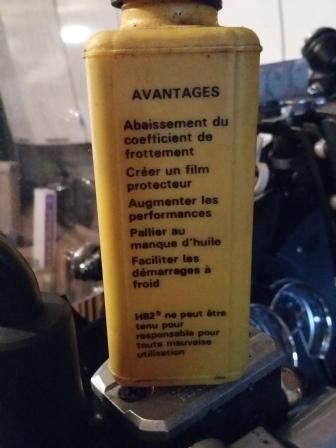 AVANTAGES
Abaissement du
coefficient de
frottement
Créer un film
protecteur
Augmenter les
performances
Pallier au
manque d'huile
Faciliter les
démarrages à
froid
HB2® ne peut être
tenu pour
responsable pour
toute mauvaise
utilisation